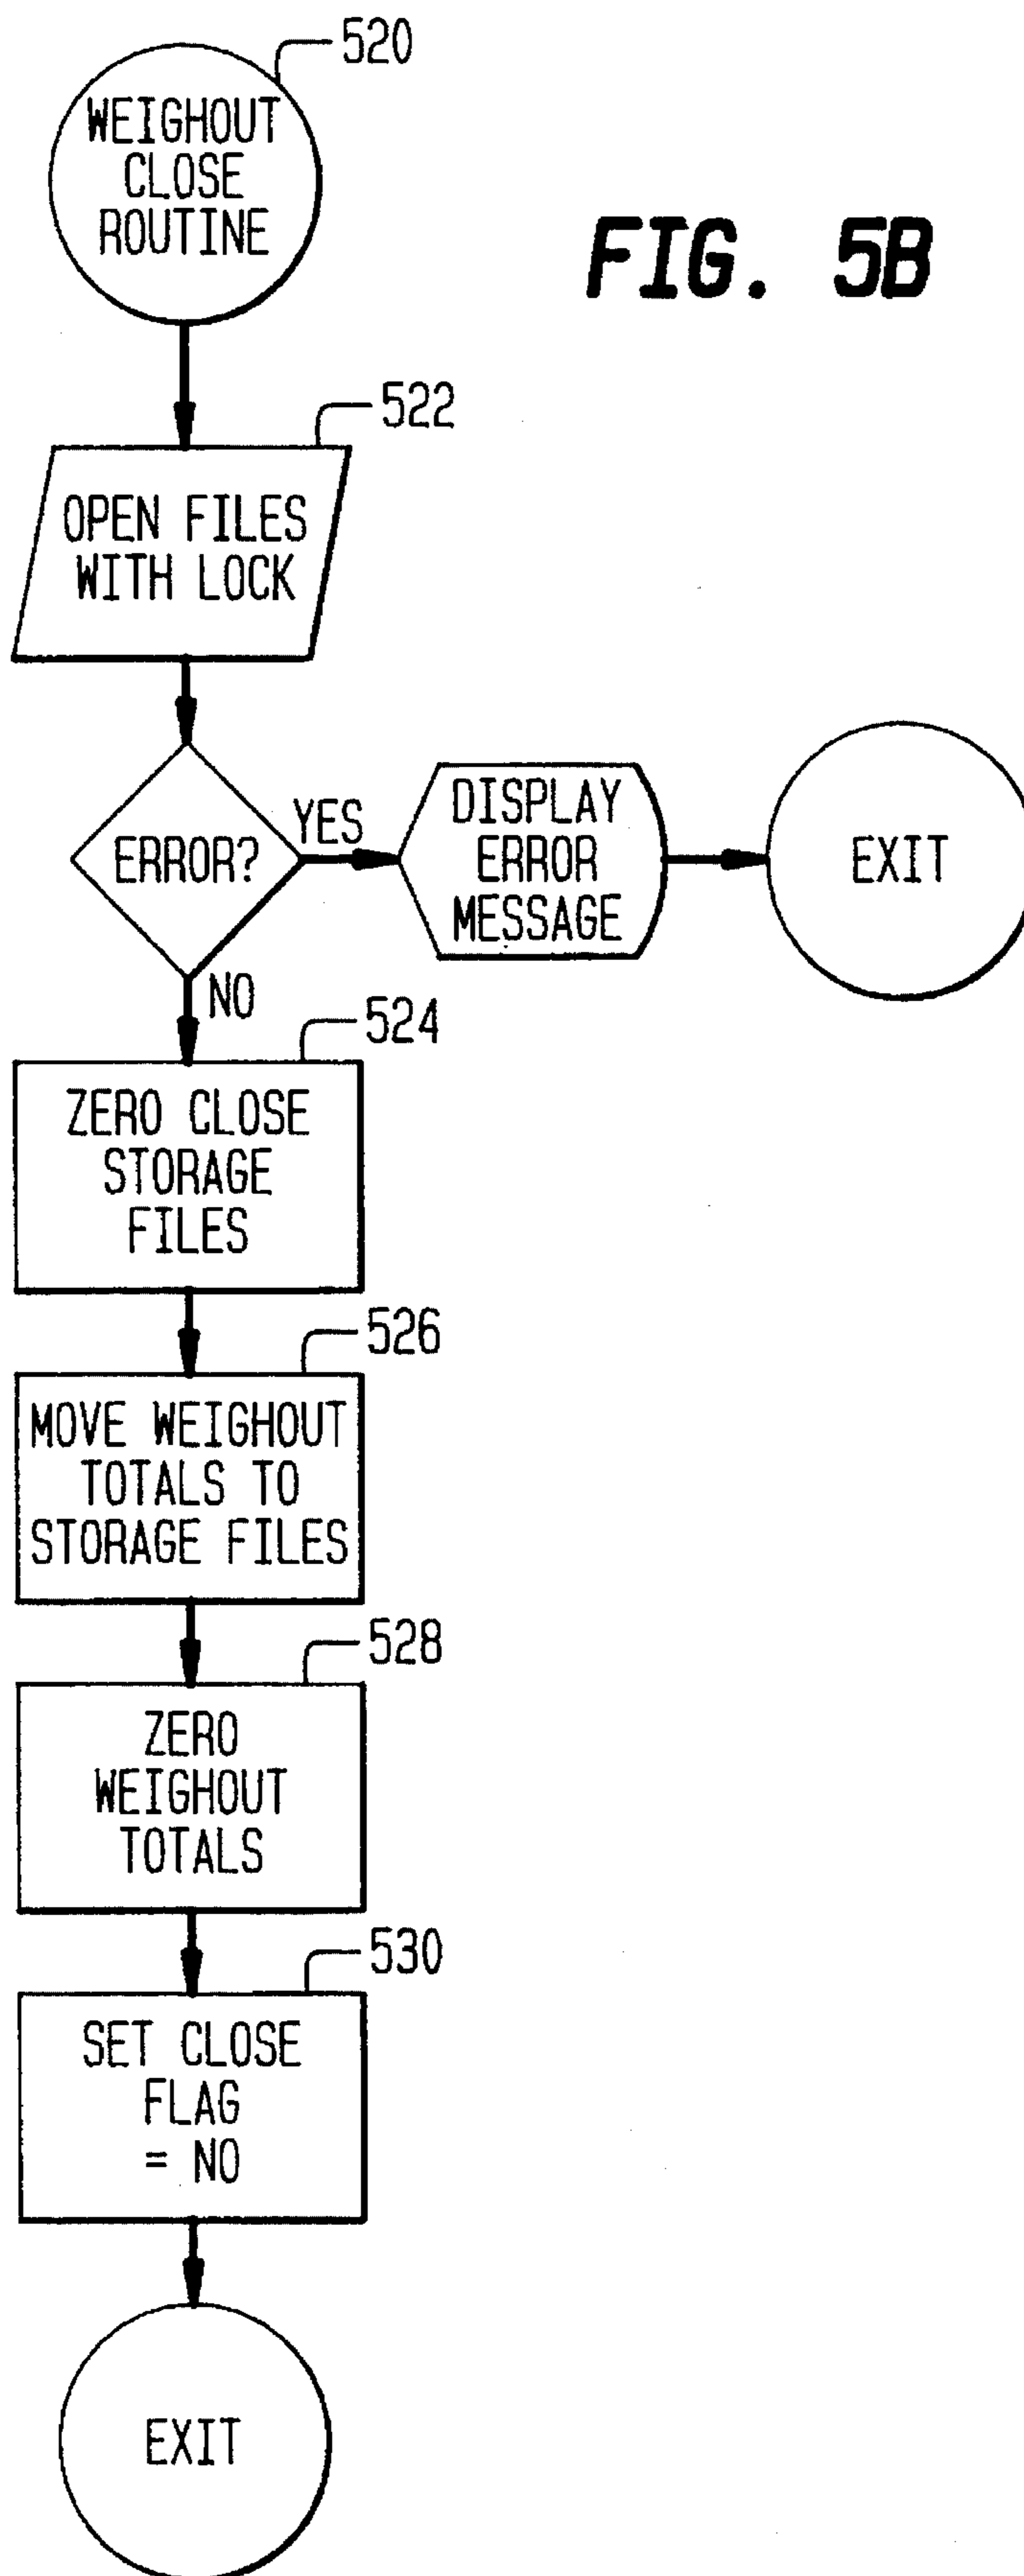 520
WEIGHOUT
CLOSE
ROUTINE
FIG. 5B
522
OPEN FILES
WITH LOCK
ERROR?
YES
DISPLAY
ERROR
MESSAGE
EXIT
NO
524
ZERO CLOSE
STORAGE
FILES
526
MOVE WEIGHOUT
TOTALS TO
STORAGE FILES
528
ZERO
WEIGHOUT
TOTALS
530
SET CLOSE
FLAG
= NO
EXIT